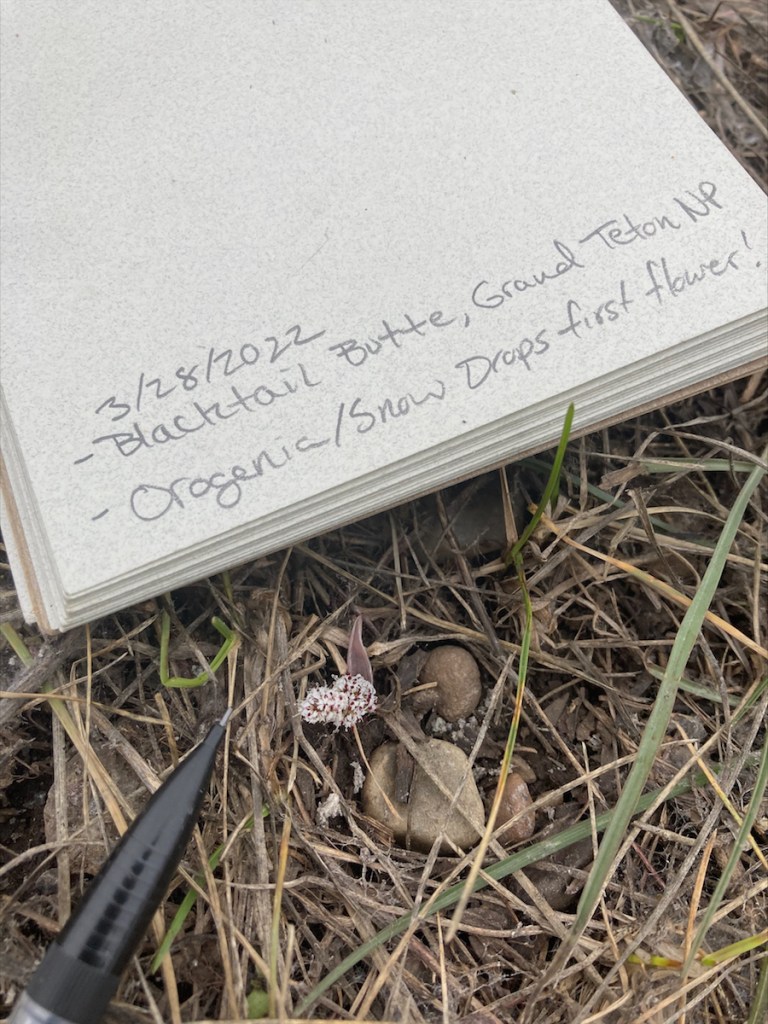 3/28/2022
- Blacktail Butte, Grand Teton NP
- Orogenia/Snow Drops first flower!